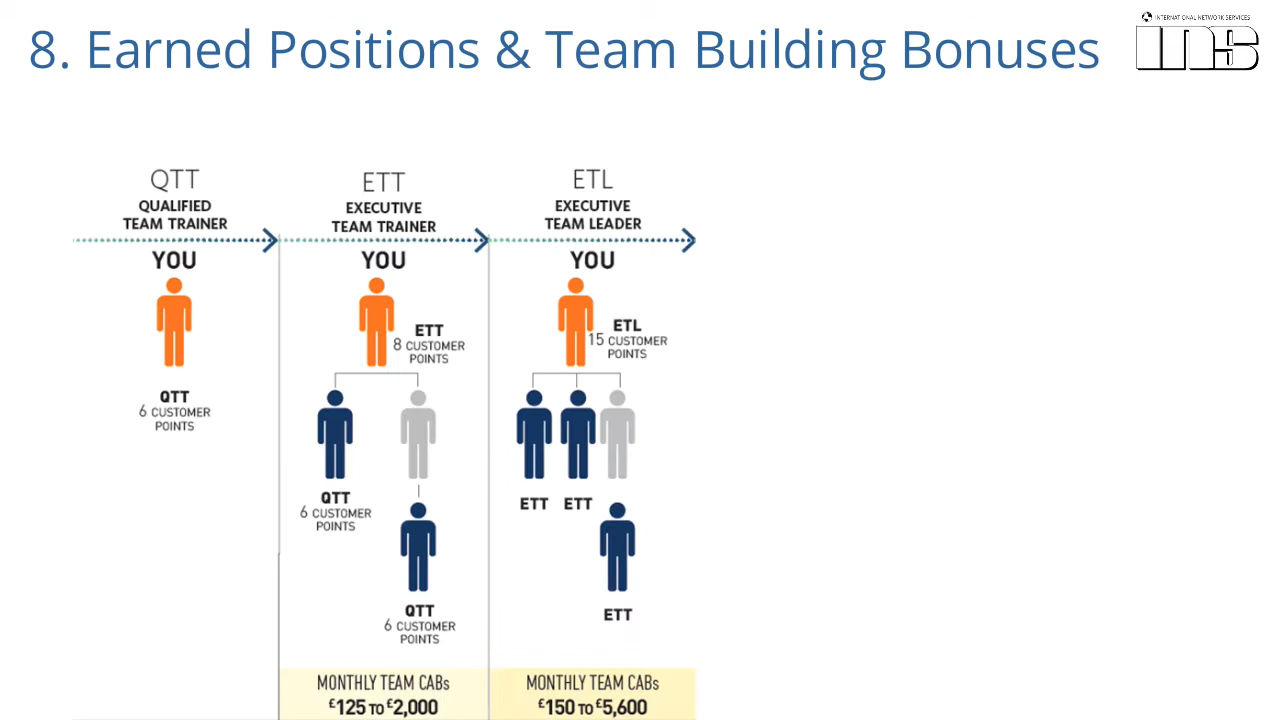 8. Earned Positions & Team Building Bonuses
INTERNATIONAL NETWORK SERVICES
INS
QTT
QUALIFIED
TEAM TRAINER
YOU
QTT
6 CUSTOMER
POINTS
ETT
EXECUTIVE
TEAM TRAINER
YOU
ETT
8 CUSTOMER
POINTS
QTT
6 CUSTOMER
POINTS
QTT
6 CUSTOMER
POINTS
MONTHLY TEAM CABs
£125 TO £2,000
ETL
EXECUTIVE
TEAM LEADER
YOU
ETL
15 CUSTOMER
POINTS
ETT ETT
ETT
MONTHLY TEAM CABs
£150 TO £5,600